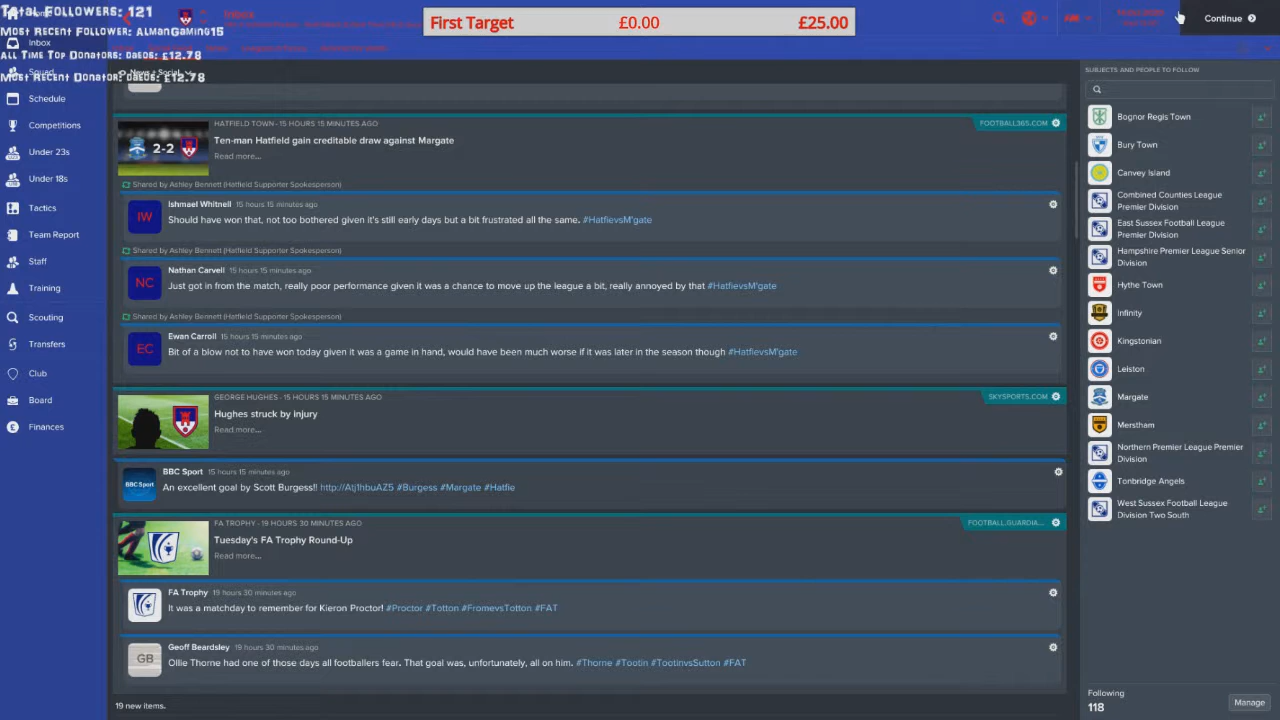 Total Followers: 121
Most Recent Follower: AlmanGaming15
All Time Top Donators: Daeos: £12.78
Most Recent Donators: Daeos: £12.78
Inbox
First Target
£0.00
£25.00
Continue
Inbox
Squad
Schedule
Competitions
Under 23s
Under 18s
Tactics
Team Report
Staff
Training
Scouting
Transfers
Club
Board
Finances
News + Social
HATFIELD TOWN - 15 HOURS 15 MINUTES AGO
FOOTBALL365.COM
2-2
Ten-man Hatfield gain creditable draw against Margate
Read more...
Shared by Ashley Bennett (Hatfield Supporter Spokesperson)
IW
Ishmael Whitnell 15 hours 15 minutes ago
Should have won that, not too bothered given it's still early days but a bit frustrated all the same. #HatfievsM'gate
Shared by Ashley Bennett (Hatfield Supporter Spokesperson)
NC
Nathan Carvell 15 hours 15 minutes ago
Just got in from the match, really poor performance given it was a chance to move up the league a bit, really annoyed by that #HatfievsM'gate
Shared by Ashley Bennett (Hatfield Supporter Spokesperson)
EC
Ewan Carroll 15 hours 15 minutes ago
Bit of a blow not to have won today given it was a game in hand, would have been much worse if it was later in the season though #HatfievsM'gate
GEORGE HUGHES - 15 HOURS 15 MINUTES AGO
SKYSPORTS.COM
Hughes struck by injury
Read more...
BBC Sport
BBC Sport 15 hours 15 minutes ago
An excellent goal by Scott Burgess!! http://Atj1hbuAZ5 #Burgess #Margate #Hatfie
FA TROPHY - 19 HOURS 30 MINUTES AGO
FOOTBALL.GUARDIA...
Tuesday's FA Trophy Round-Up
Read more...
FA Trophy 19 hours 30 minutes ago
It was a matchday to remember for Kieron Proctor! #Proctor #Totton #FromevsTotton #FAT
GB
Geoff Beardsley 19 hours 30 minutes ago
Ollie Thorne had one of those days all footballers fear. That goal was, unfortunately, all on him. #Thorne #Tootin #TootinvsSutton #FAT
19 new items.
SUBJECTS AND PEOPLE TO FOLLOW
Bognor Regis Town
Bury Town
Canvey Island
Combined Counties League
Premier Division
East Sussex Football League
Premier Division
Hampshire Premier League Senior
Division
Hythe Town
Infinity
Kingstonian
Leiston
Margate
Merstham
Northern Premier League Premier
Division
Tonbridge Angels
West Sussex Football League
Division Two South
Following
118
Manage